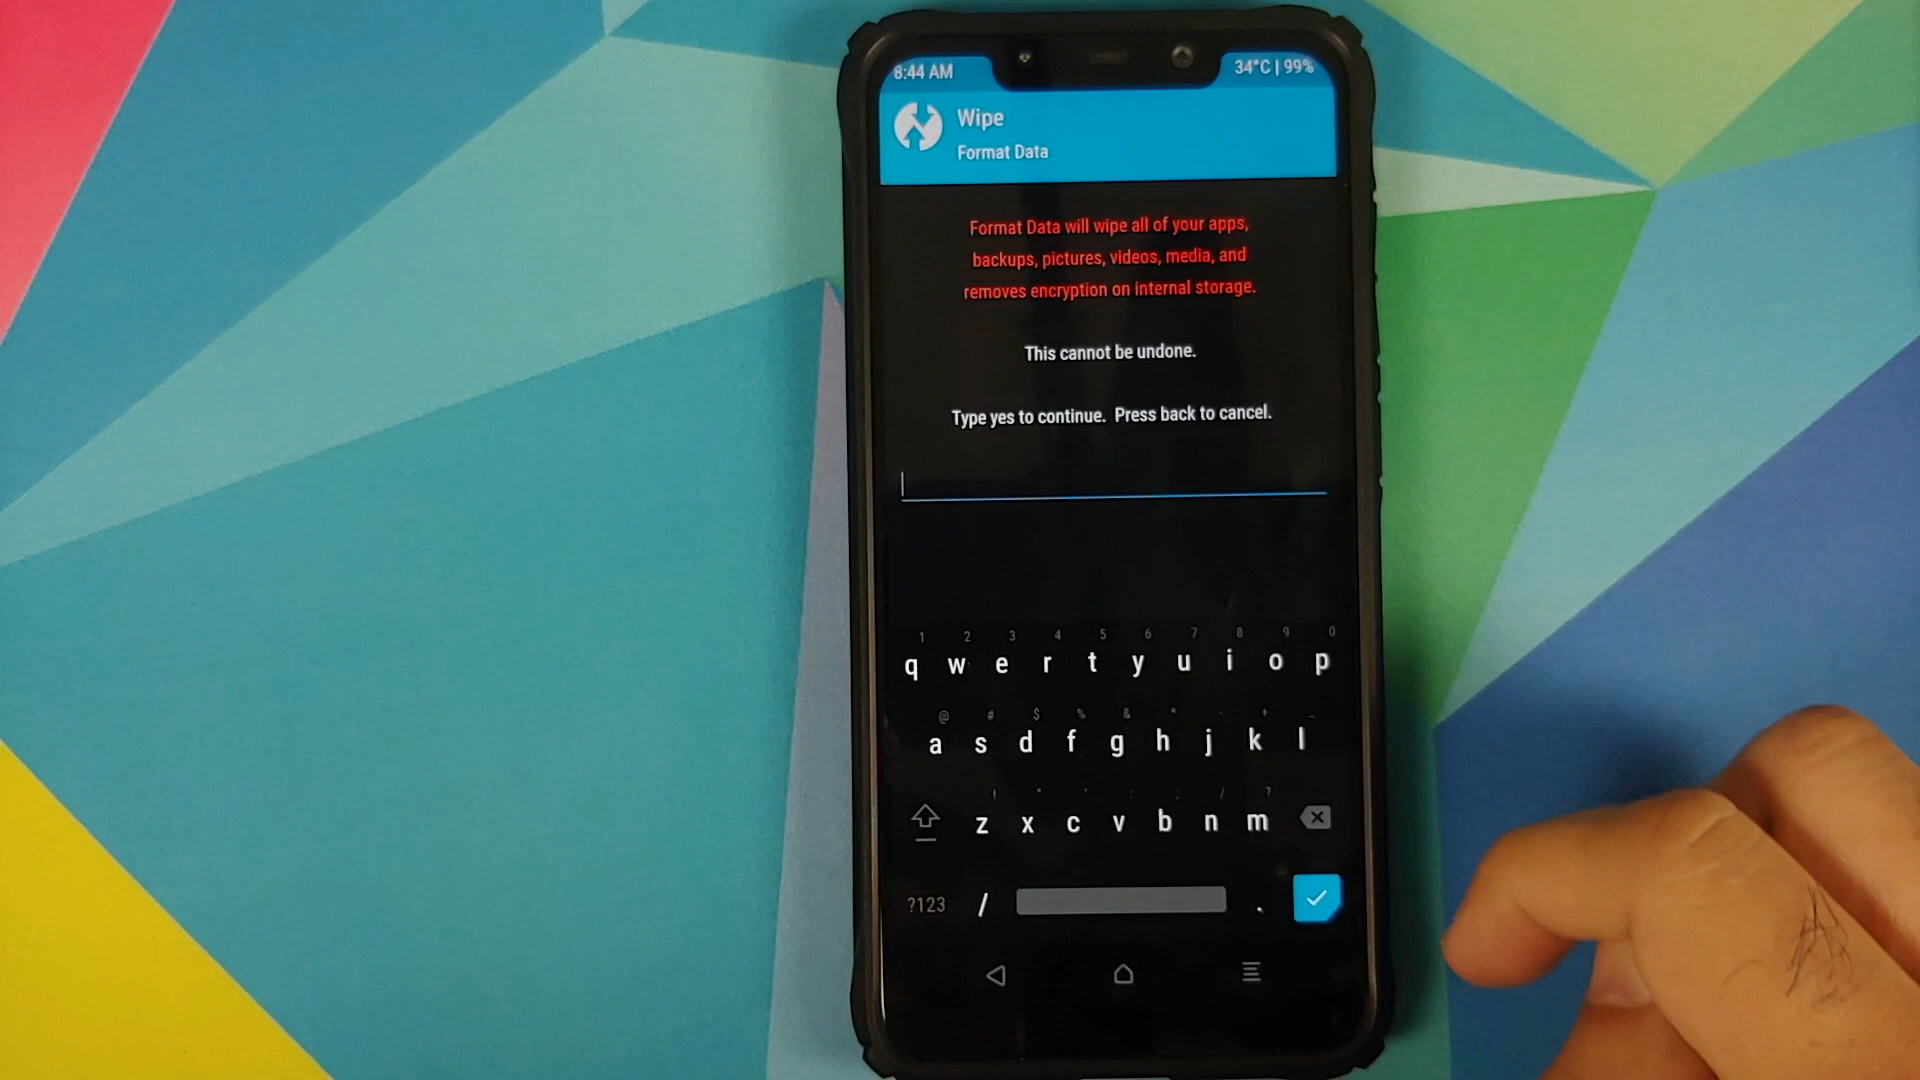 8:44 AM
34°C | 99%
Wipe
Format Data
Format Data will wipe all of your apps,
backups, pictures, videos, media, and
removes encryption on internal storage.
This cannot be undone.
Type yes to continue. Press back to cancel.
1 2 3 4 5 6 7 8 9 0
q w e r t y u i o p
@ # $ % & * - + _
a s d f g h j k l
! " ' : ; / ?
z x c v b n m
?123 / .